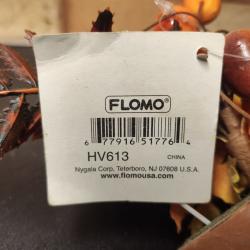 FLOMO®
6 77916 51776 4
HV613
CHINA
Nygala Corp, Teterboro, NJ 07608 U.S.A.
www.flomousa.com